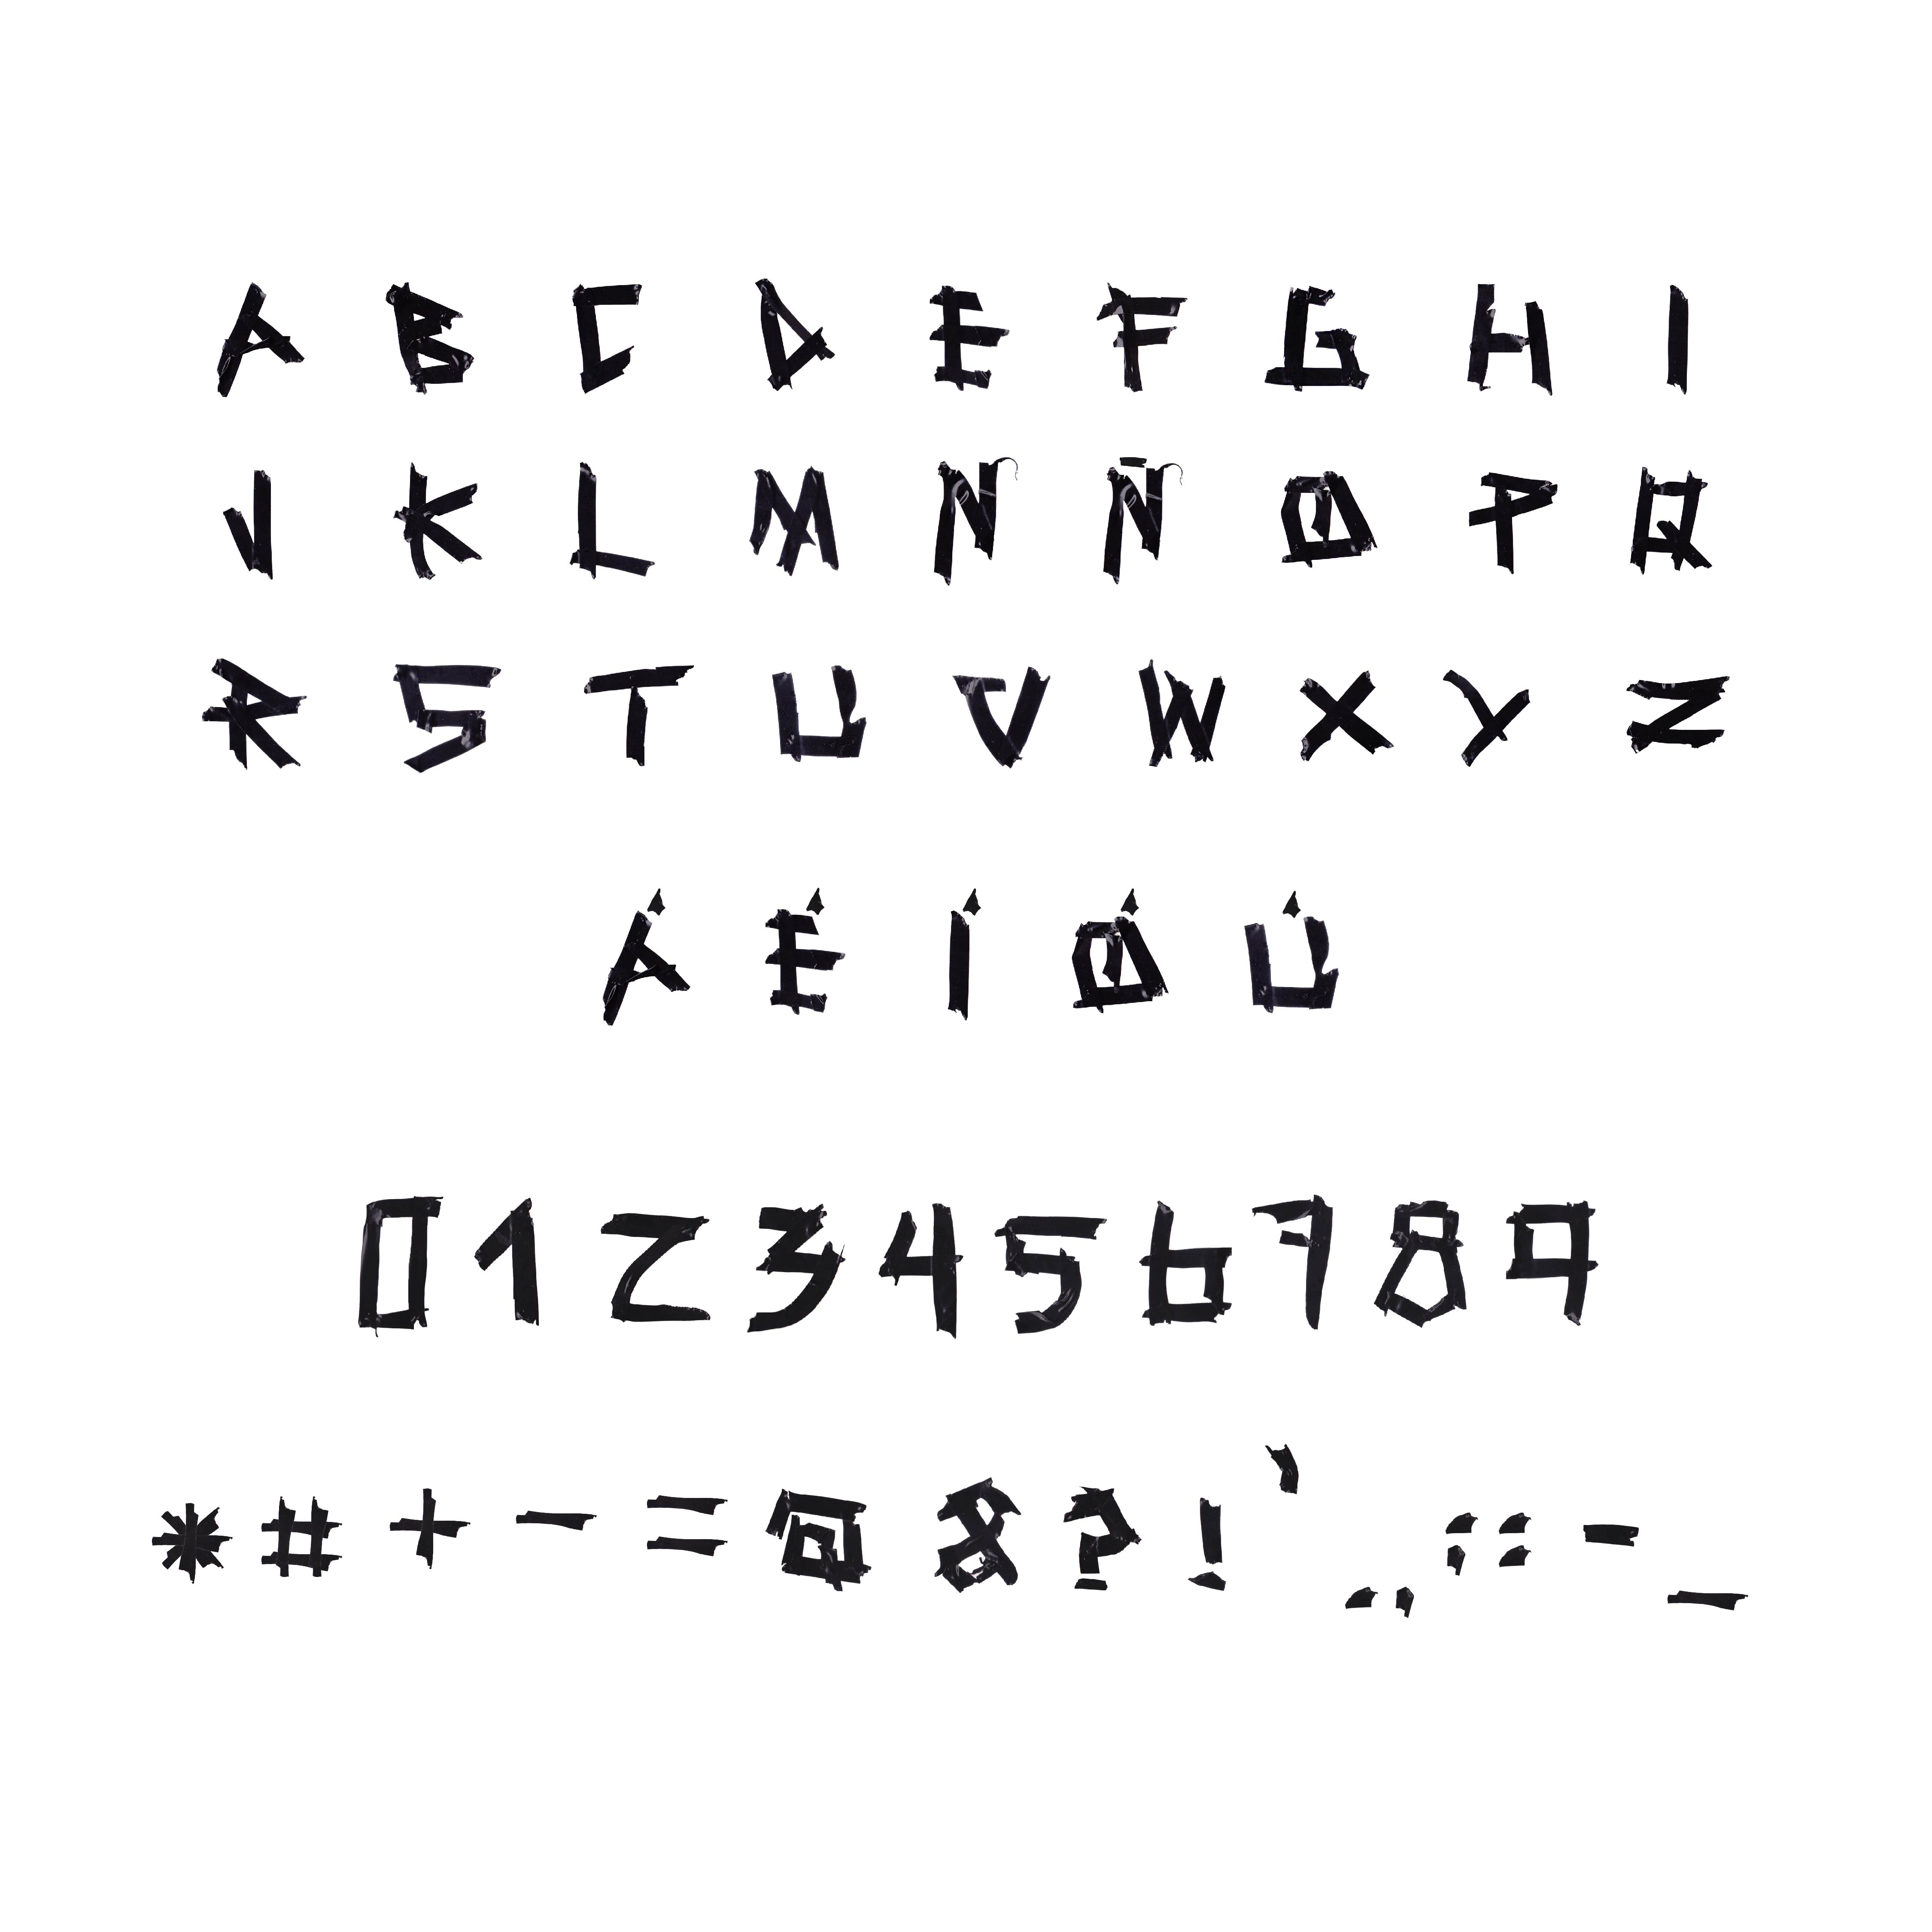 A B C D E F G H I
J K L M N Ñ O P Q
R S T U V W X Y Z
Á É Í Ó Ú
0 1 2 3 4 5 6 7 8 9
* # + − = @ & ? ! ' . , ; : - _